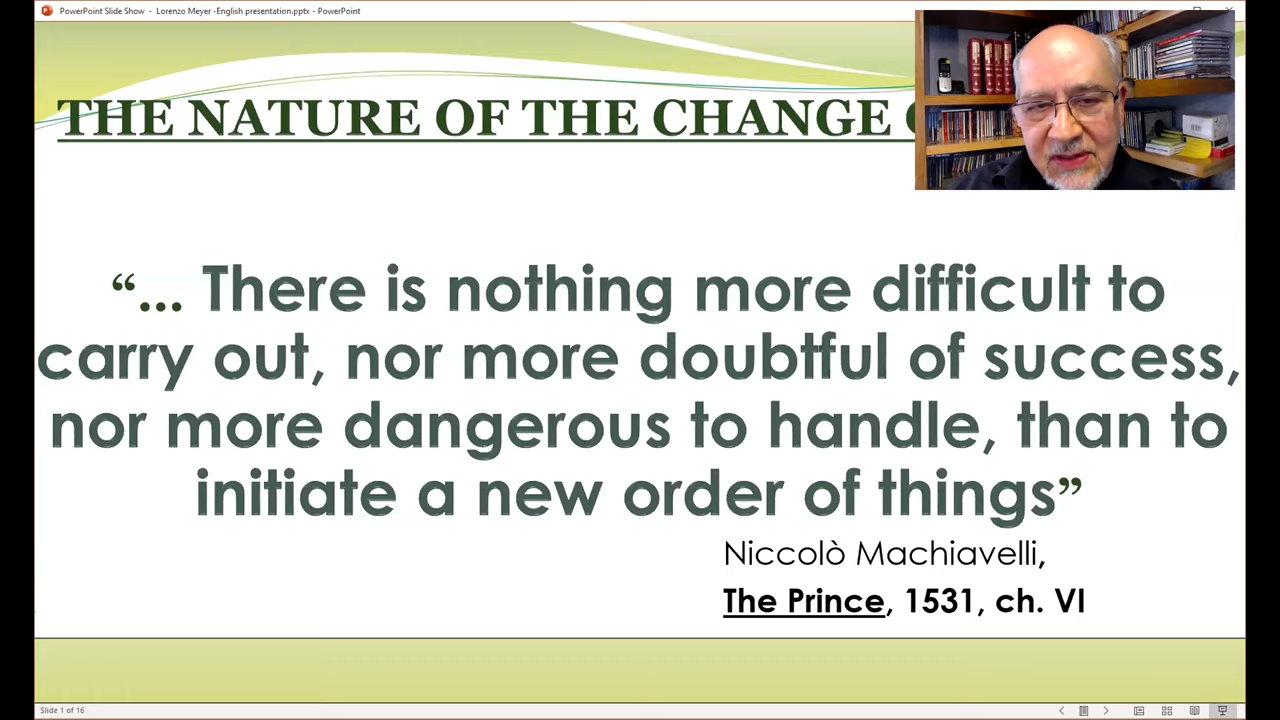 PowerPoint Slide Show - Lorenzo Meyer -English presentation.pptx - PowerPoint
THE NATURE OF THE CHANGE
“... There is nothing more difficult to
carry out, nor more doubtful of success,
nor more dangerous to handle, than to
initiate a new order of things”
Niccolò Machiavelli,
The Prince, 1531, ch. VI
Slide 1 of 16